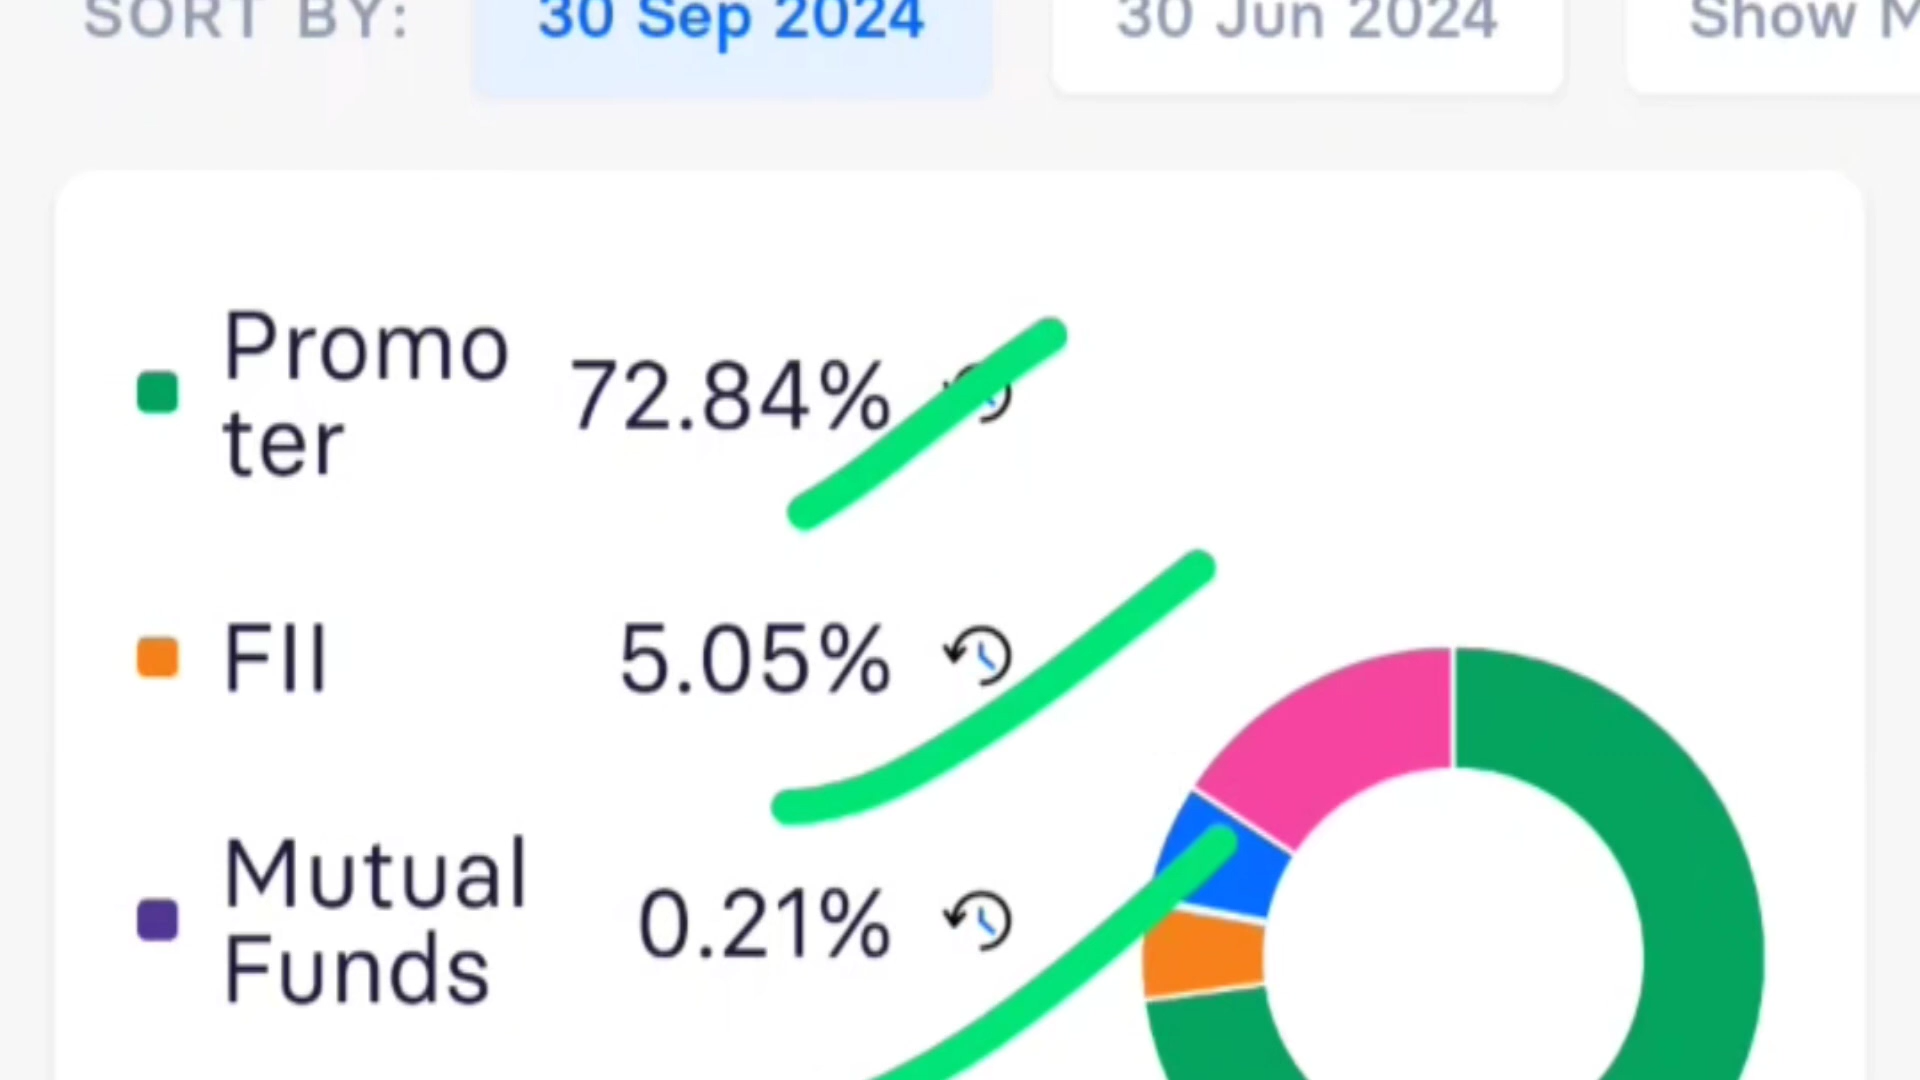 SORT BY: 30 Sep 2024 30 Jun 2024 Show
Promo
ter
72.84%
FII 5.05%
Mutual
Funds
0.21%